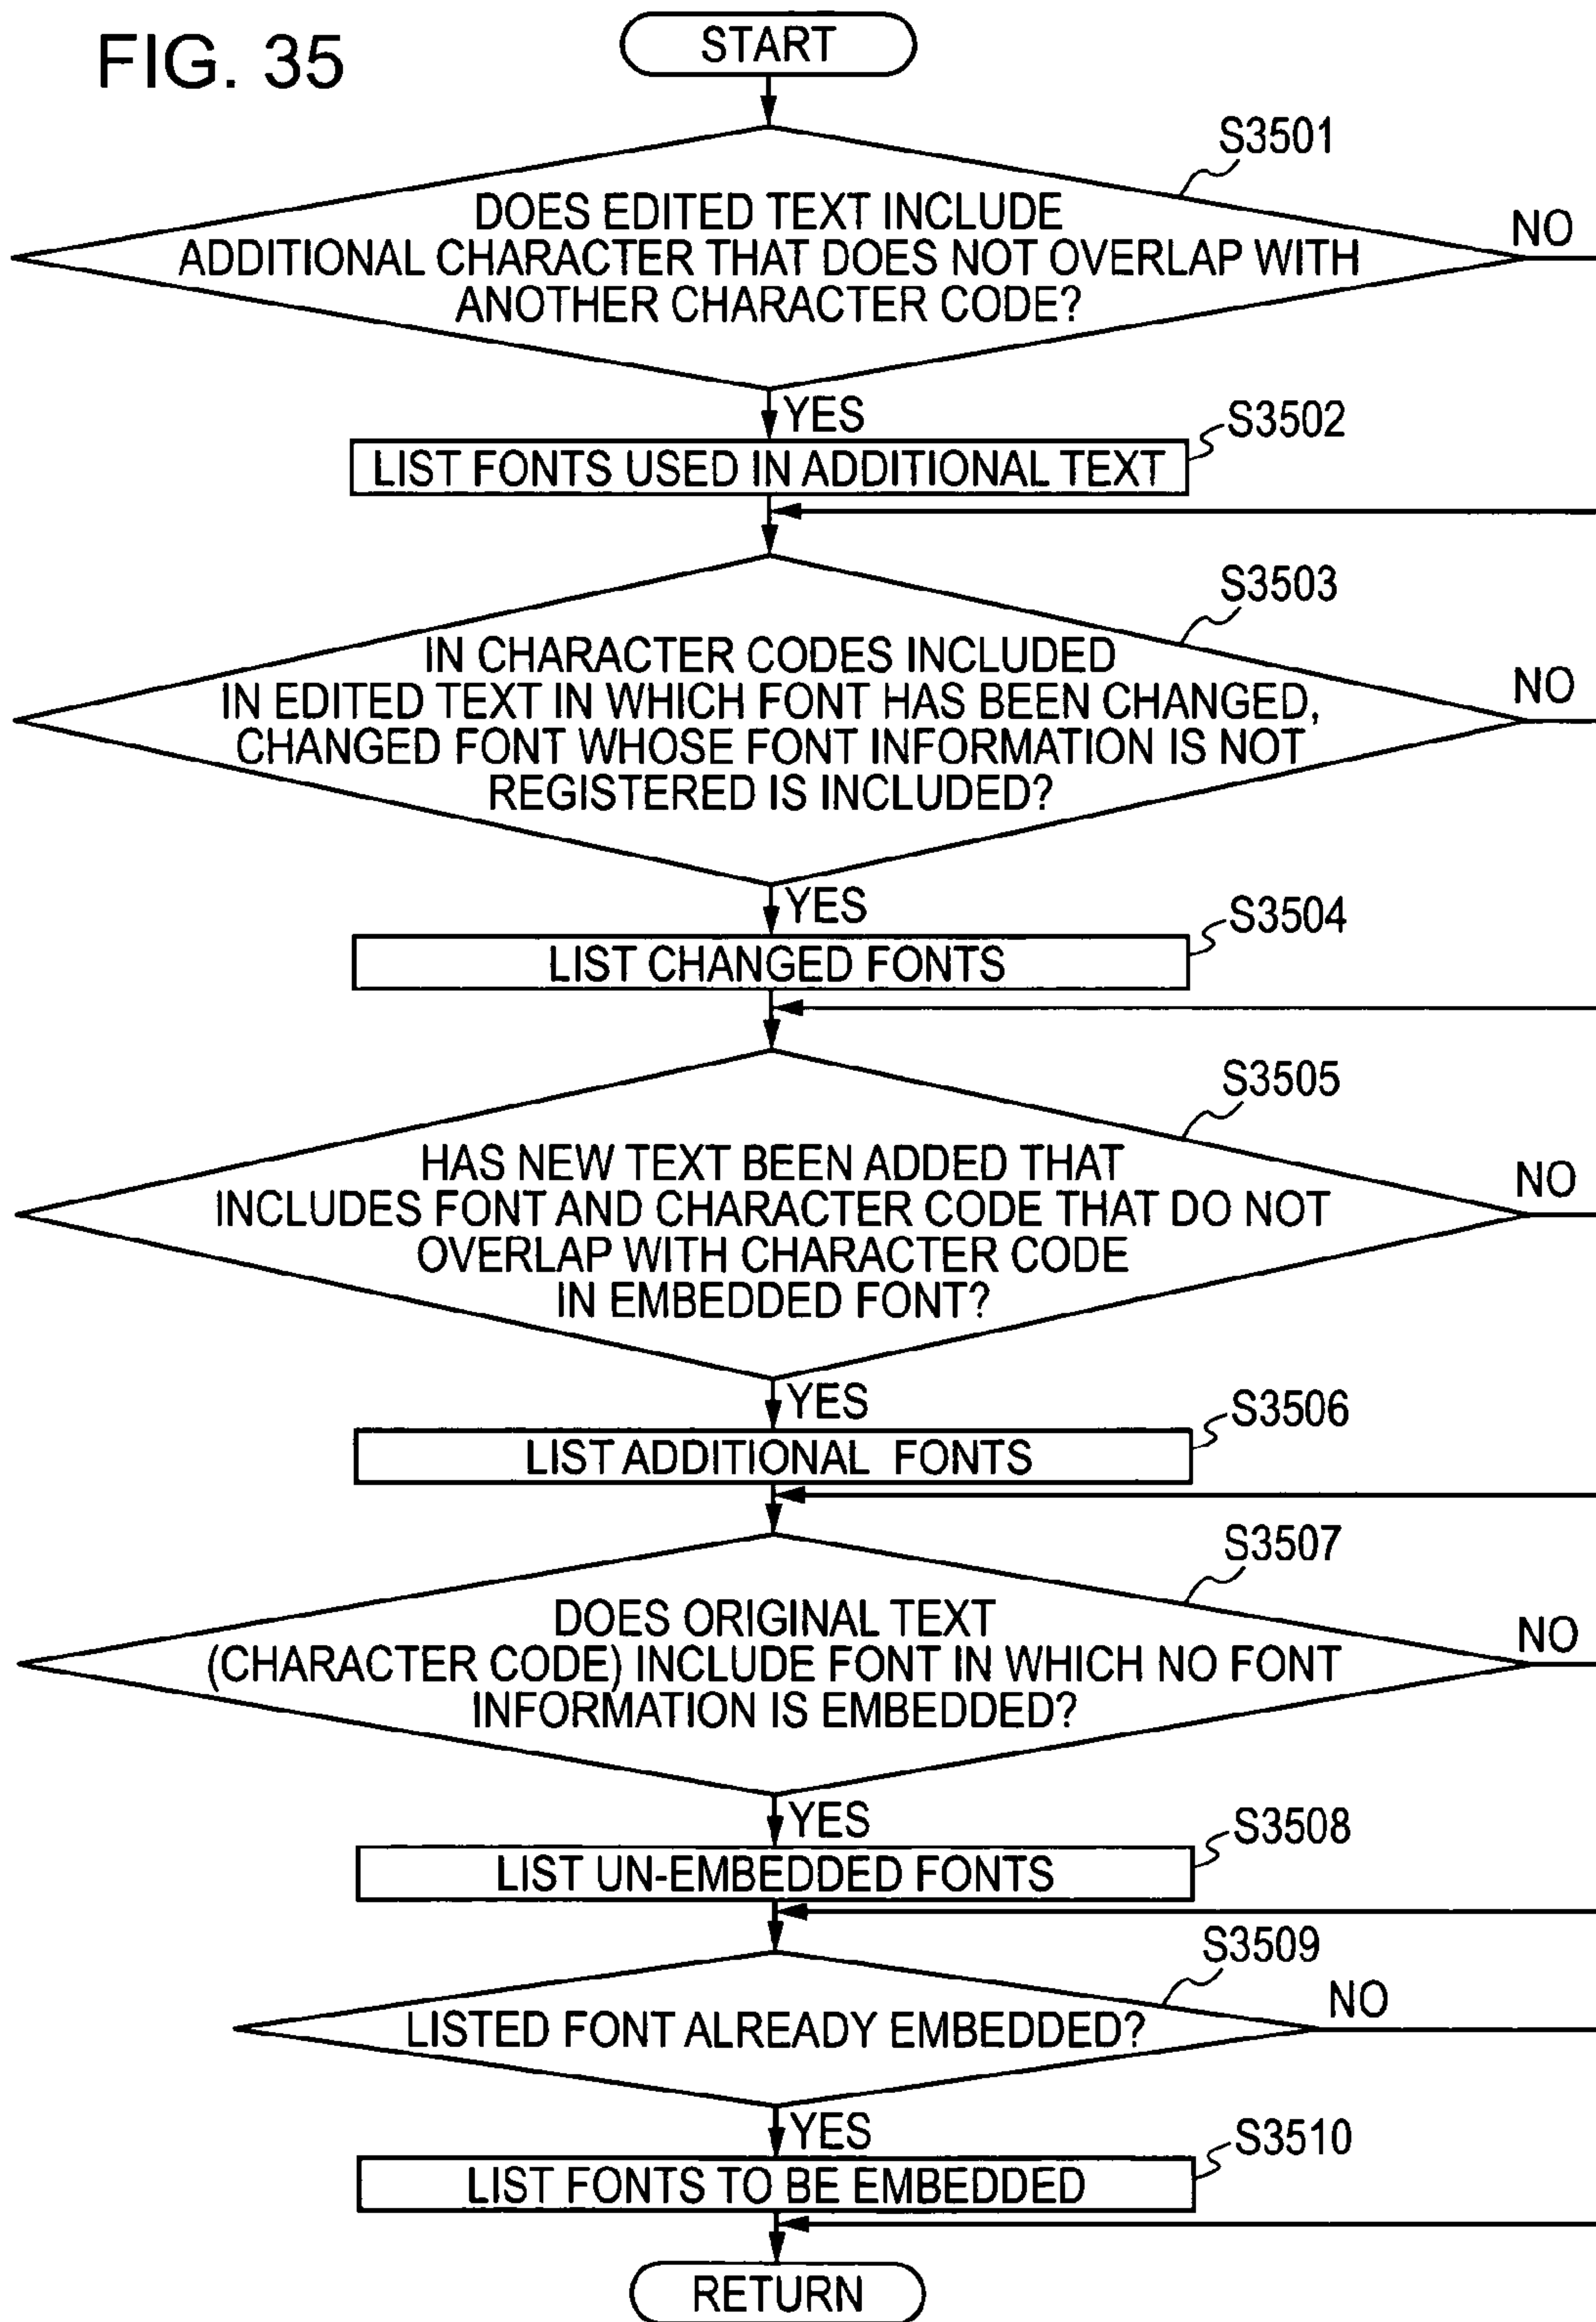 FIG. 35
START
S3501
DOES EDITED TEXT INCLUDE
ADDITIONAL CHARACTER THAT DOES NOT OVERLAP WITH
ANOTHER CHARACTER CODE?
NO
YES
S3502
LIST FONTS USED IN ADDITIONAL TEXT
S3503
IN CHARACTER CODES INCLUDED
IN EDITED TEXT IN WHICH FONT HAS BEEN CHANGED,
CHANGED FONT WHOSE FONT INFORMATION IS NOT
REGISTERED IS INCLUDED?
NO
YES
S3504
LIST CHANGED FONTS
S3505
HAS NEW TEXT BEEN ADDED THAT
INCLUDES FONT AND CHARACTER CODE THAT DO NOT
OVERLAP WITH CHARACTER CODE
IN EMBEDDED FONT?
NO
YES
S3506
LIST ADDITIONAL FONTS
S3507
DOES ORIGINAL TEXT
(CHARACTER CODE) INCLUDE FONT IN WHICH NO FONT
INFORMATION IS EMBEDDED?
NO
YES
S3508
LIST UN-EMBEDDED FONTS
S3509
LISTED FONT ALREADY EMBEDDED?
NO
YES
S3510
LIST FONTS TO BE EMBEDDED
RETURN